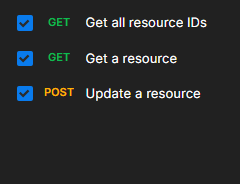 GET Get all resource IDs
GET Get a resource
POST Update a resource